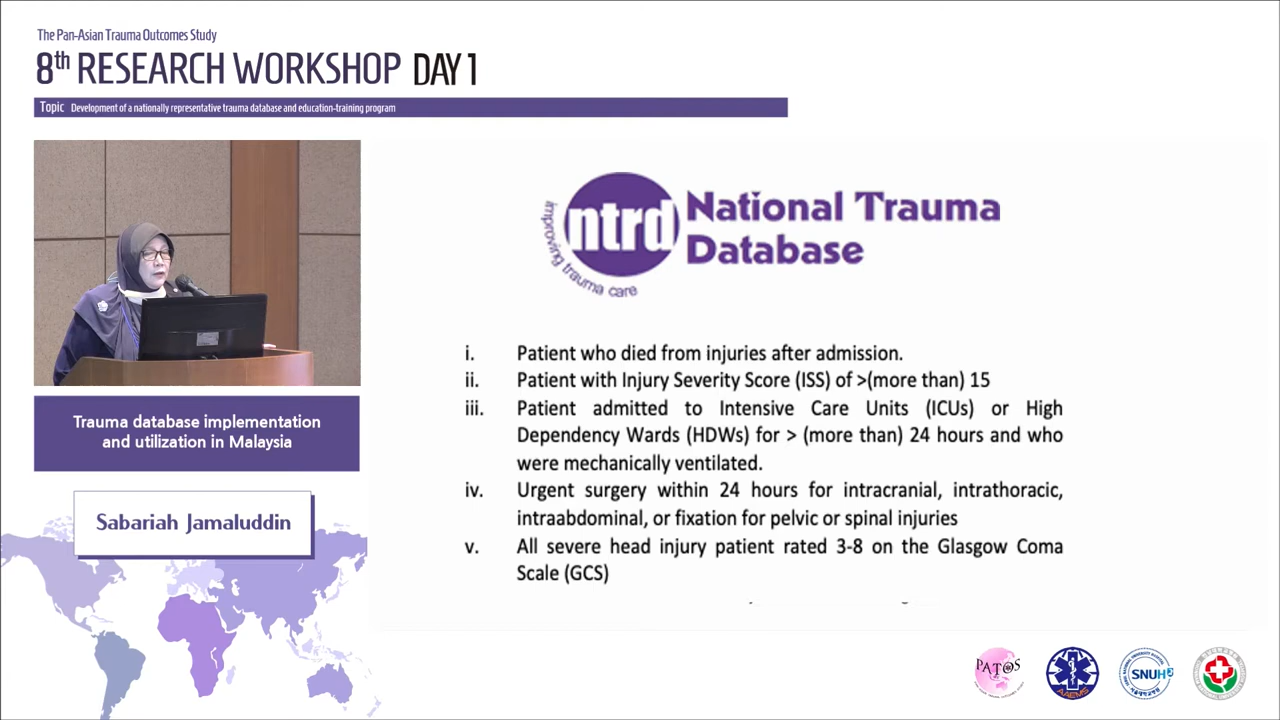 The Pan-Asian Trauma Outcomes Study
8th RESEARCH WORKSHOP DAY 1
Topic Development of a nationally representative trauma database and education-training program
ntrd
improving trauma care
National Trauma
Database
i. Patient who died from injuries after admission.
ii. Patient with Injury Severity Score (ISS) of >(more than) 15
iii. Patient admitted to Intensive Care Units (ICUs) or High
Dependency Wards (HDWs) for > (more than) 24 hours and who
were mechanically ventilated.
iv. Urgent surgery within 24 hours for intracranial, intrathoracic,
intraabdominal, or fixation for pelvic or spinal injuries
v. All severe head injury patient rated 3-8 on the Glasgow Coma
Scale (GCS)
Trauma database implementation
and utilization in Malaysia
Sabariah Jamaluddin
PATOS
AAEMS
SNUH